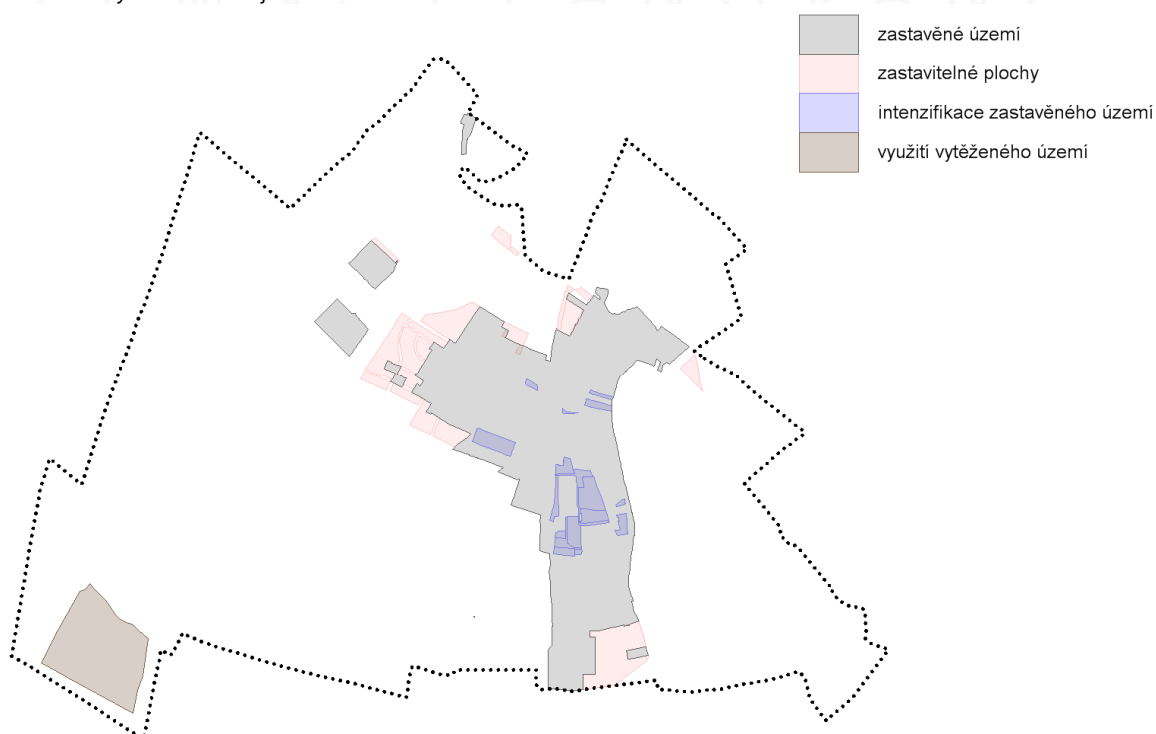 zastavěné území
zastavitelné plochy
intenzifikace zastavěného území
využití vytěženého území